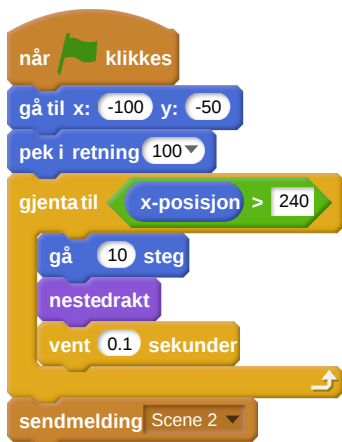 når klikkes
gå til x: -100 y: -50
pek i retning 100
gjenta til x-posisjon > 240
gå 10 steg
nestedrakt
vent 0.1 sekunder
sendmelding Scene 2